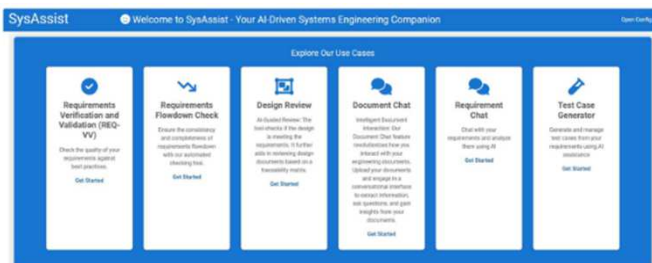 SysAssist
Welcome to SysAssist - Your AI-Driven Systems Engineering Companion
Open Config
Explore Our Use Cases
Requirements
Verification and
Validation (REQ-
VV)
Check the quality of your
requirements against
best practices.
Get Started
Requirements
Flowdown Check
Ensure the consistency
and completeness of
requirements flowdown
with our automated
checking tool.
Get Started
Design Review
AI-Guided Review: The
tool checks if the design
is meeting the
requirements. It further
aids in reviewing design
documents based on a
traceability matrix.
Get Started
Document Chat
Intelligent Document
Interaction: Our
Document Chat feature
revolutionizes how you
interact with your
engineering documents.
Upload your documents
and engage in a
conversational interface
to extract information,
ask questions, and gain
insights from your
documents.
Get Started
Requirement
Chat
Chat with your
requirements and analyze
them using AI
Get Started
Test Case
Generator
Generate and manage
test cases from your
requirements using AI
assistance
Get Started